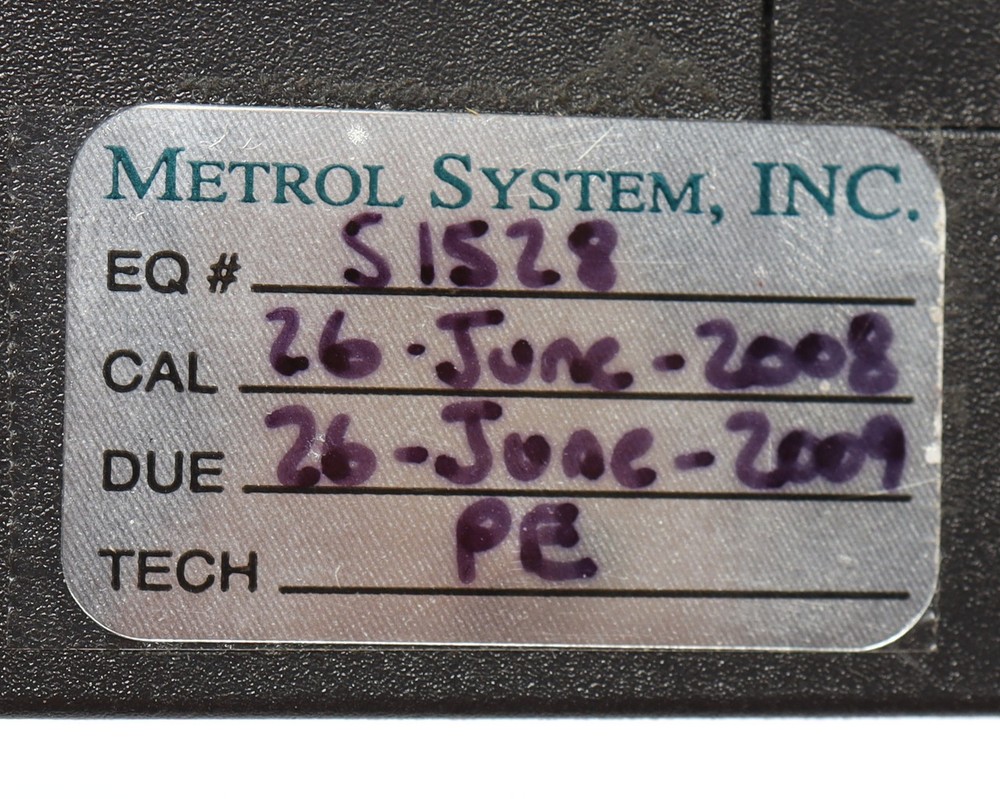 METROL SYSTEM, INC.
EQ # S1528
CAL 26-June-2008
DUE 26-June-2009
TECH PE